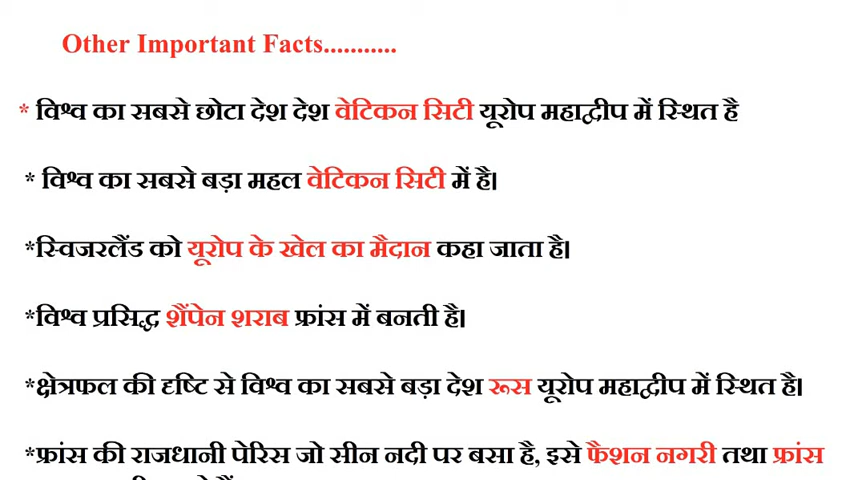 Other Important Facts...........
* विश्व का सबसे छोटा देश देश वेटिकन सिटी यूरोप महाद्वीप में स्थित है
* विश्व का सबसे बड़ा महल वेटिकन सिटी में है।
*स्विजरलैंड को यूरोप के खेल का मैदान कहा जाता है।
*विश्व प्रसिद्ध शैंपेन शराब फ्रांस में बनती है।
*क्षेत्रफल की दृष्टि से विश्व का सबसे बड़ा देश रूस यूरोप महाद्वीप में स्थित है।
*फ्रांस की राजधानी पेरिस जो सीन नदी पर बसा है, इसे फैशन नगरी तथा फ्रांस